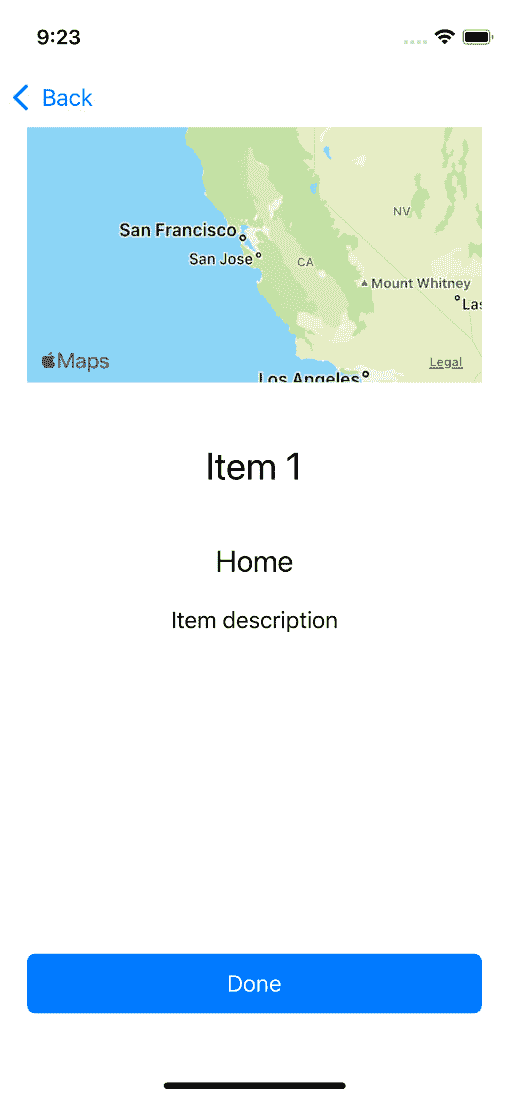 9:23
Back
NV
San Francisco
San Jose
CA
Mount Whitney
Las
Maps
Legal
Los Angeles
Item 1
Home
Item description
Done